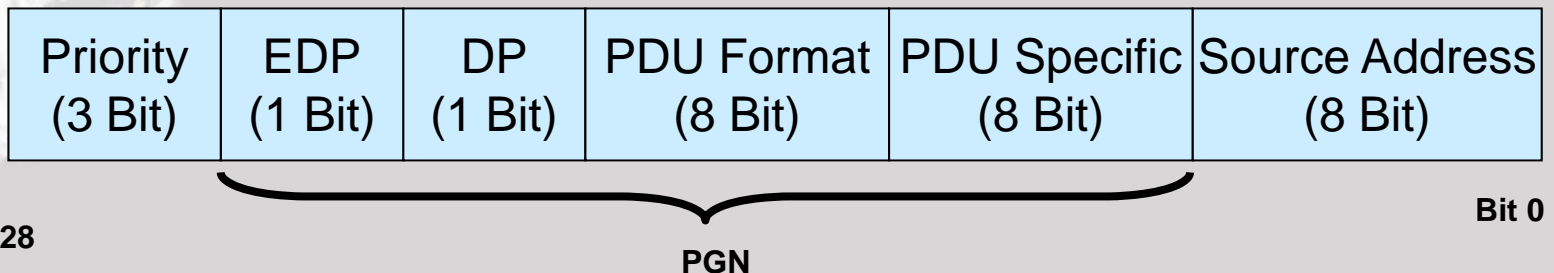 Priority EDP DP PDU Format PDU Specific Source Address
(3 Bit) (1 Bit) (1 Bit) (8 Bit) (8 Bit) (8 Bit)
28 Bit 0
PGN